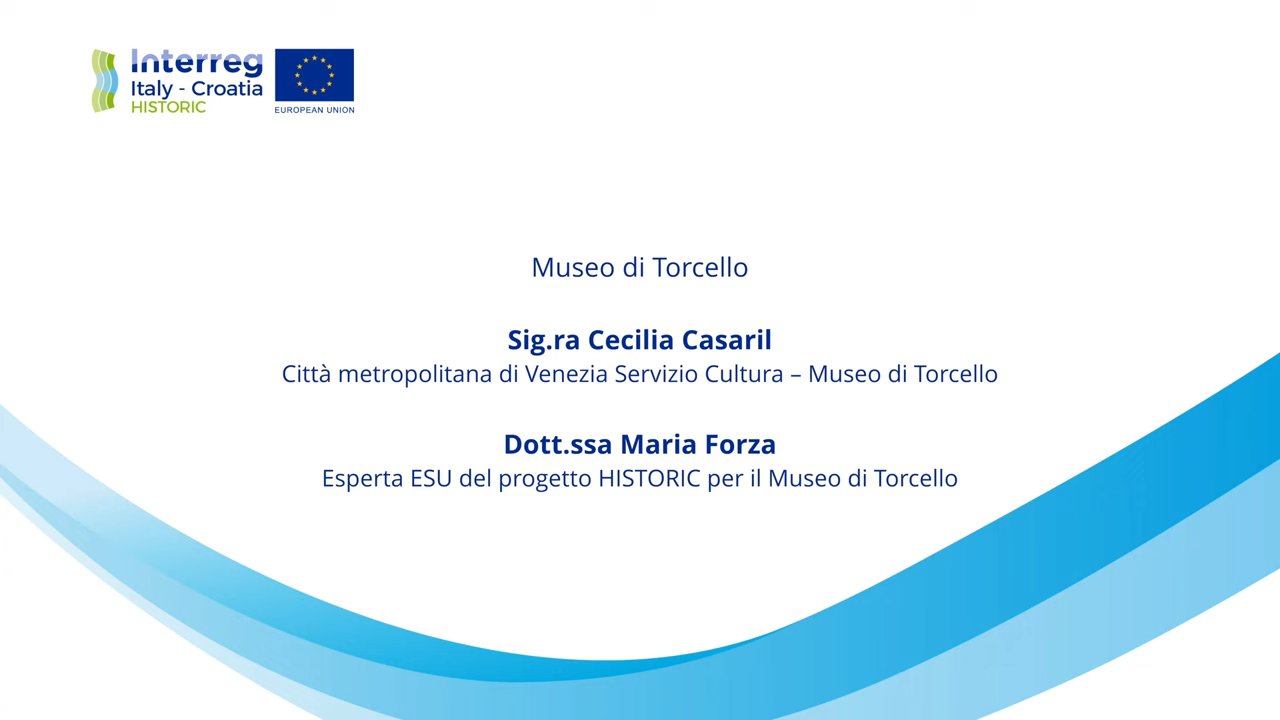 Interreg
Italy - Croatia
HISTORIC
EUROPEAN UNION
Museo di Torcello
Sig.ra Cecilia Casaril
Città metropolitana di Venezia Servizio Cultura – Museo di Torcello
Dott.ssa Maria Forza
Esperta ESU del progetto HISTORIC per il Museo di Torcello